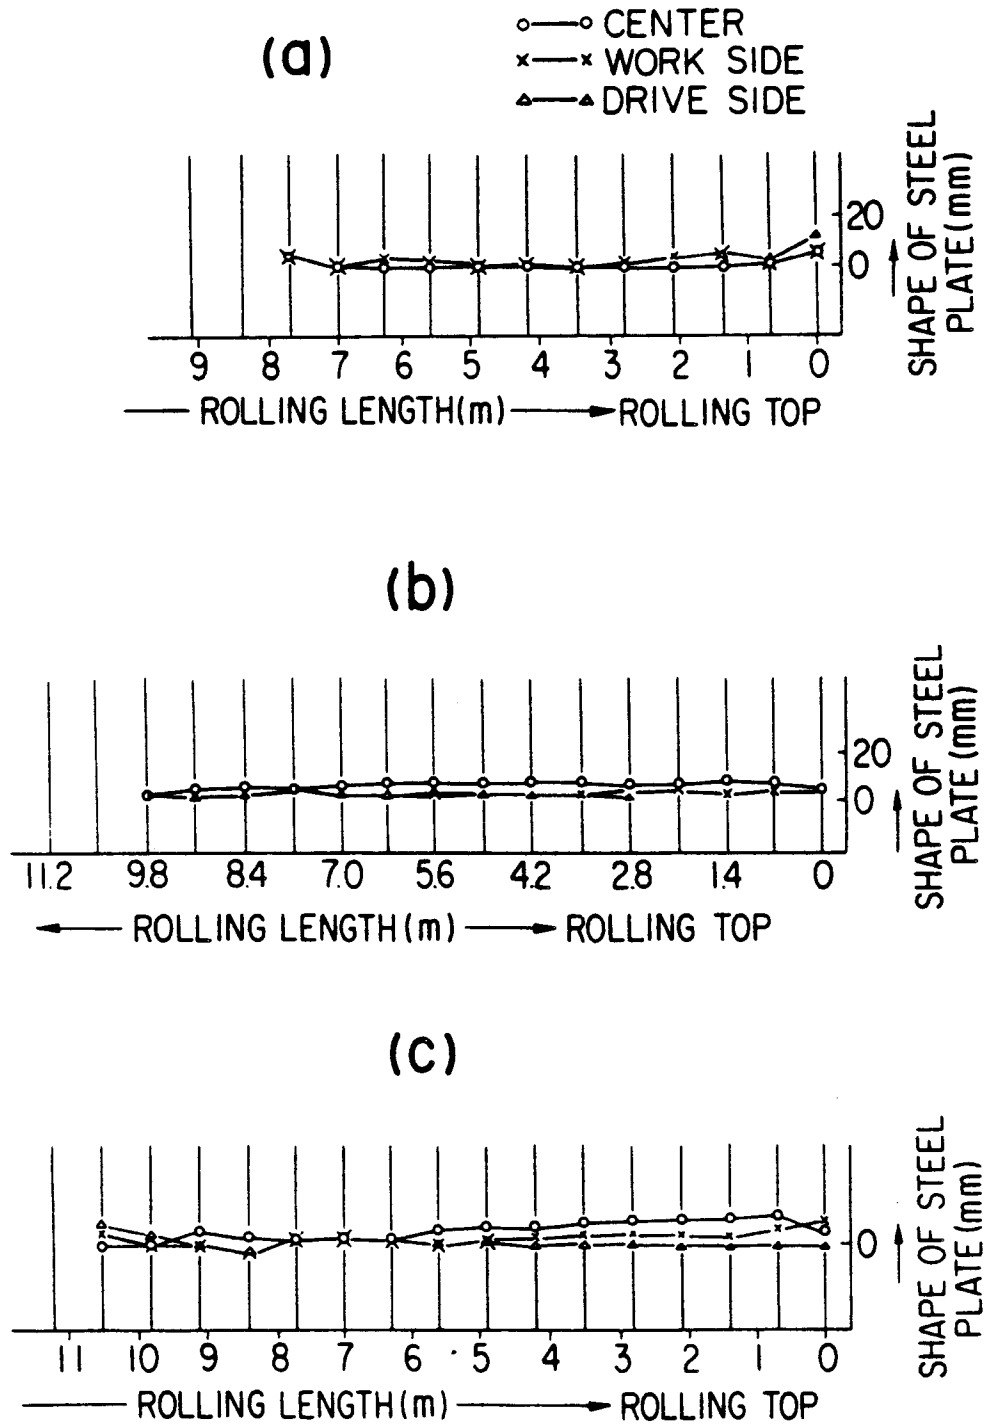 (a)
CENTER
WORK SIDE
DRIVE SIDE
20
0
SHAPE OF STEEL
PLATE (mm)
9 8 7 6 5 4 3 2 1 0
ROLLING LENGTH(m) ROLLING TOP
(b)
20
0
SHAPE OF STEEL
PLATE (mm)
11.2 9.8 8.4 7.0 5.6 4.2 2.8 1.4 0
ROLLING LENGTH(m) ROLLING TOP
(c)
0
SHAPE OF STEEL
PLATE (mm)
11 10 9 8 7 6 5 4 3 2 1 0
ROLLING LENGTH(m) ROLLING TOP